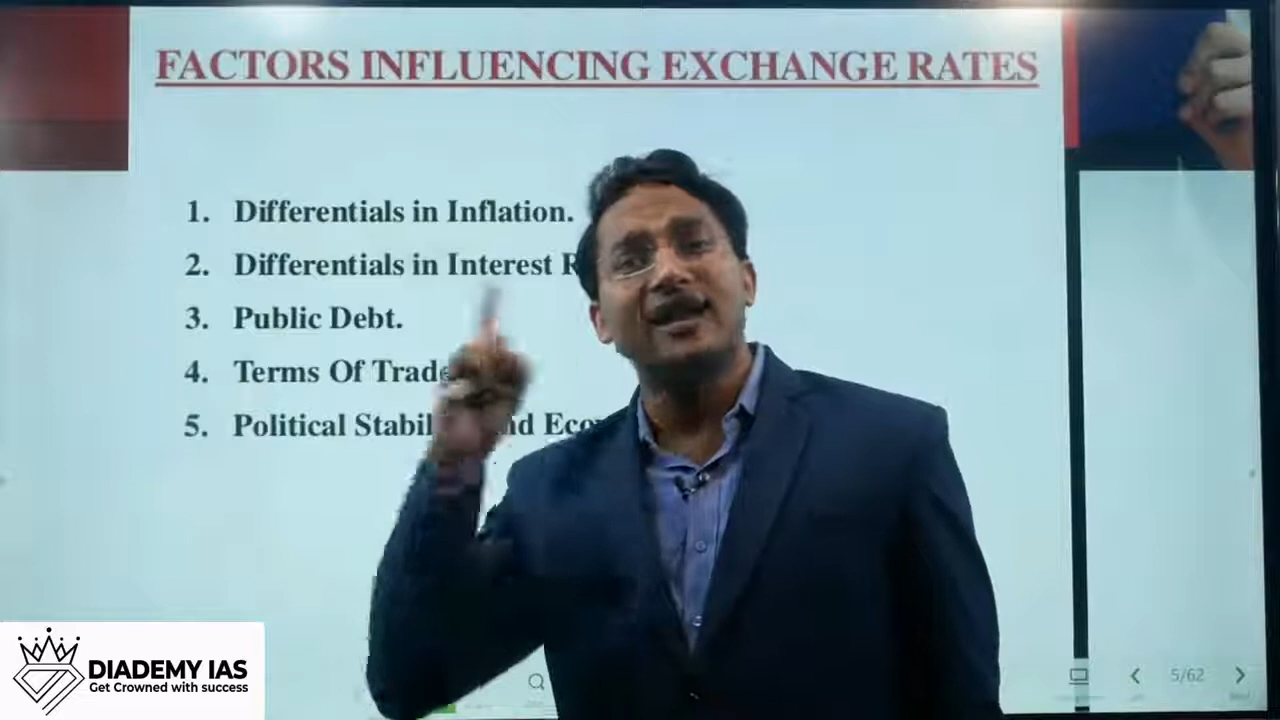 FACTORS INFLUENCING EXCHANGE RATES
1. Differentials in Inflation.
2. Differentials in Interest
3. Public Debt.
4. Terms Of Trade
5. Political
DIADEMY IAS
Get Crowned with success
5/62